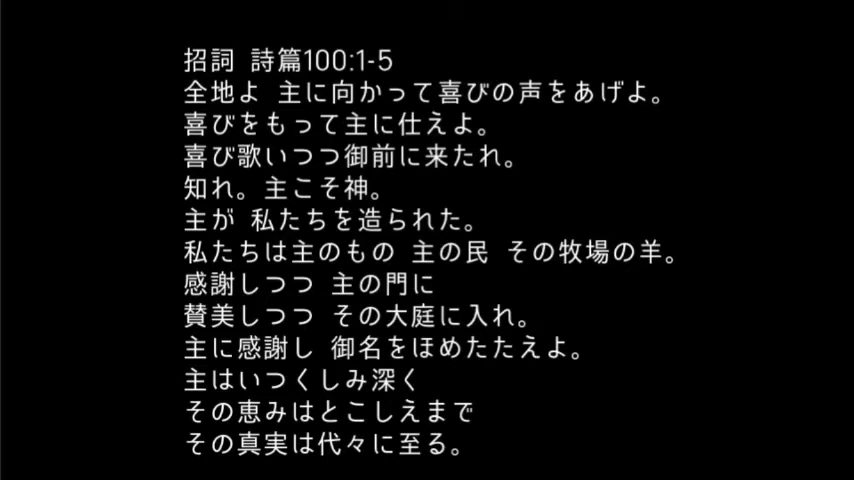 招詞 詩篇100:1-5
全地よ 主に向かって喜びの声をあげよ。
喜びをもって主に仕えよ。
喜び歌いつつ御前に来たれ。
知れ。主こそ神。
主が 私たちを造られた。
私たちは主のもの 主の民 その牧場の羊。
感謝しつつ 主の門に
賛美しつつ その大庭に入れ。
主に感謝し 御名をほめたたえよ。
主はいつくしみ深く
その恵みはとこしえまで
その真実は代々に至る。